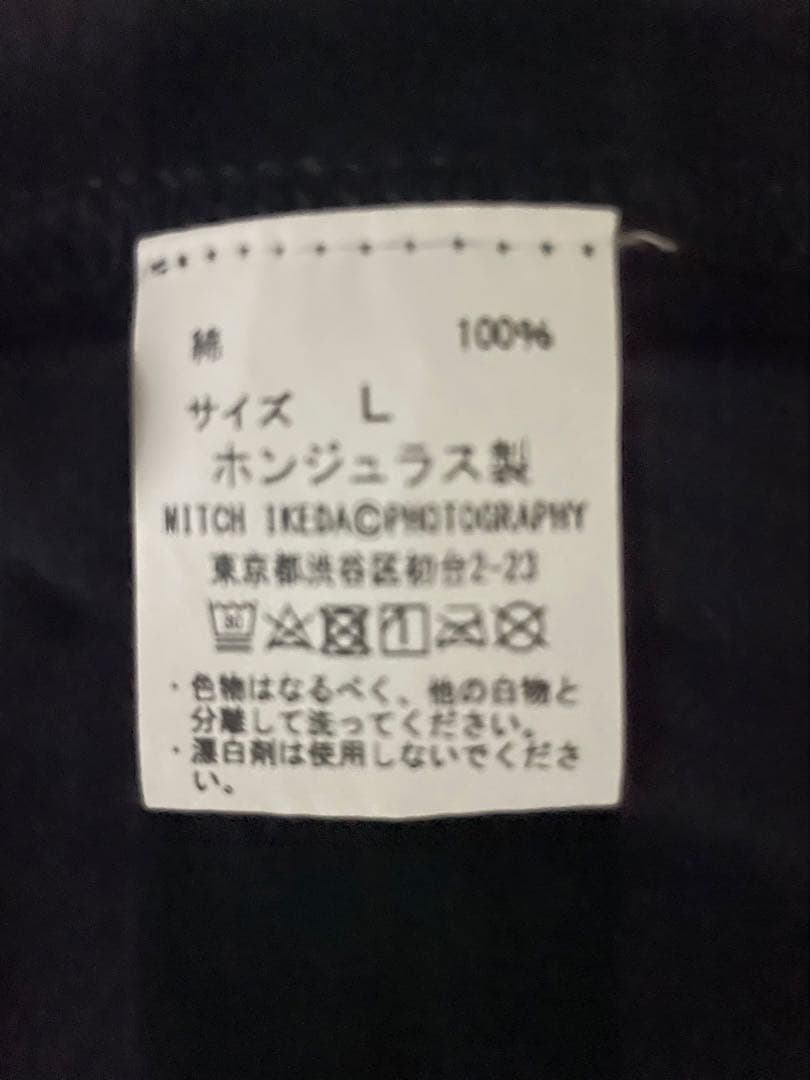 綿 100%
サイズ L
ホンジュラス製
MITCH IKEDA©PHOTOGRAPHY
東京都渋谷区初台2-23
・色物はなるべく、他の白物と
分離して洗ってください。
・漂白剤は使用しないでくださ
い。